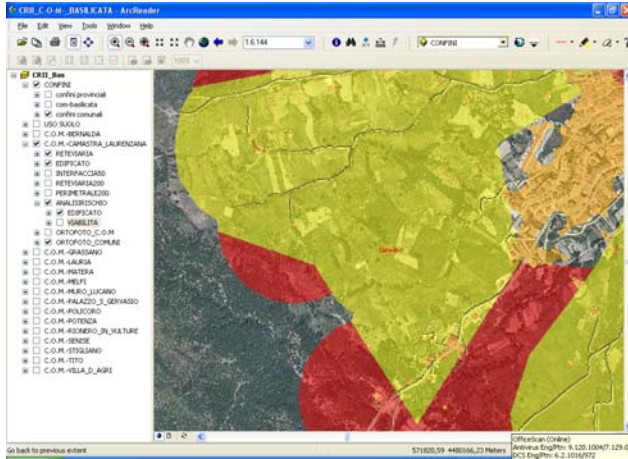 CRII_C-O-M-_BASILICATA - ArcReader
File Edit View Tools Window Help
1:6.144
CONFINI
100%
CRII_Bas
CONFINI
confini provinciali
com-basilicata
confini comunali
USO SUOLO
C.O.M.-BERNALDA
C.O.M.-CAMASTRA_LAURENZANA
RETEVIARIA
EDIFICATO
INTERFACCIA50
RETEVIARIA200
PERIMETRALE200
ANALISIRISCHIO
EDIFICATO
VIABILITA
ORTOFOTO_C.O.M
ORTOFOTO_COMUNI
C.O.M.-GRASSANO
C.O.M.-LAURIA
C.O.M.-MATERA
C.O.M.-MELFI
C.O.M.-MURO_LUCANO
C.O.M.-PALAZZO_S_GERVASIO
C.O.M.-POLICORO
C.O.M.-POTENZA
C.O.M.-RIONERO_IN_VULTURE
C.O.M.-SENISE
C.O.M.-STIGLIANO
C.O.M.-TITO
C.O.M.-VILLA_D_AGRI
Go back to previous extent
571820,59 4480166,23 Meters
OfficeScan (Online)
Antivirus Eng/Ptn: 9.120.1004/7.129.0
DCS Eng/Ptn: 6.2.1016/972